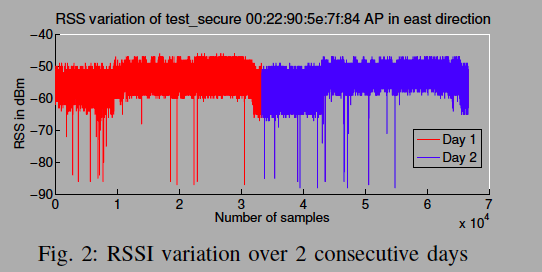 RSS variation of test_secure 00:22:90:5e:7f:84 AP in east direction
−40
−50
−60
−70
−80
−90
RSS in dBm
Day 1
Day 2
0 1 2 3 4 5 6 7
Number of samples
x 10⁴
Fig. 2: RSSI variation over 2 consecutive days